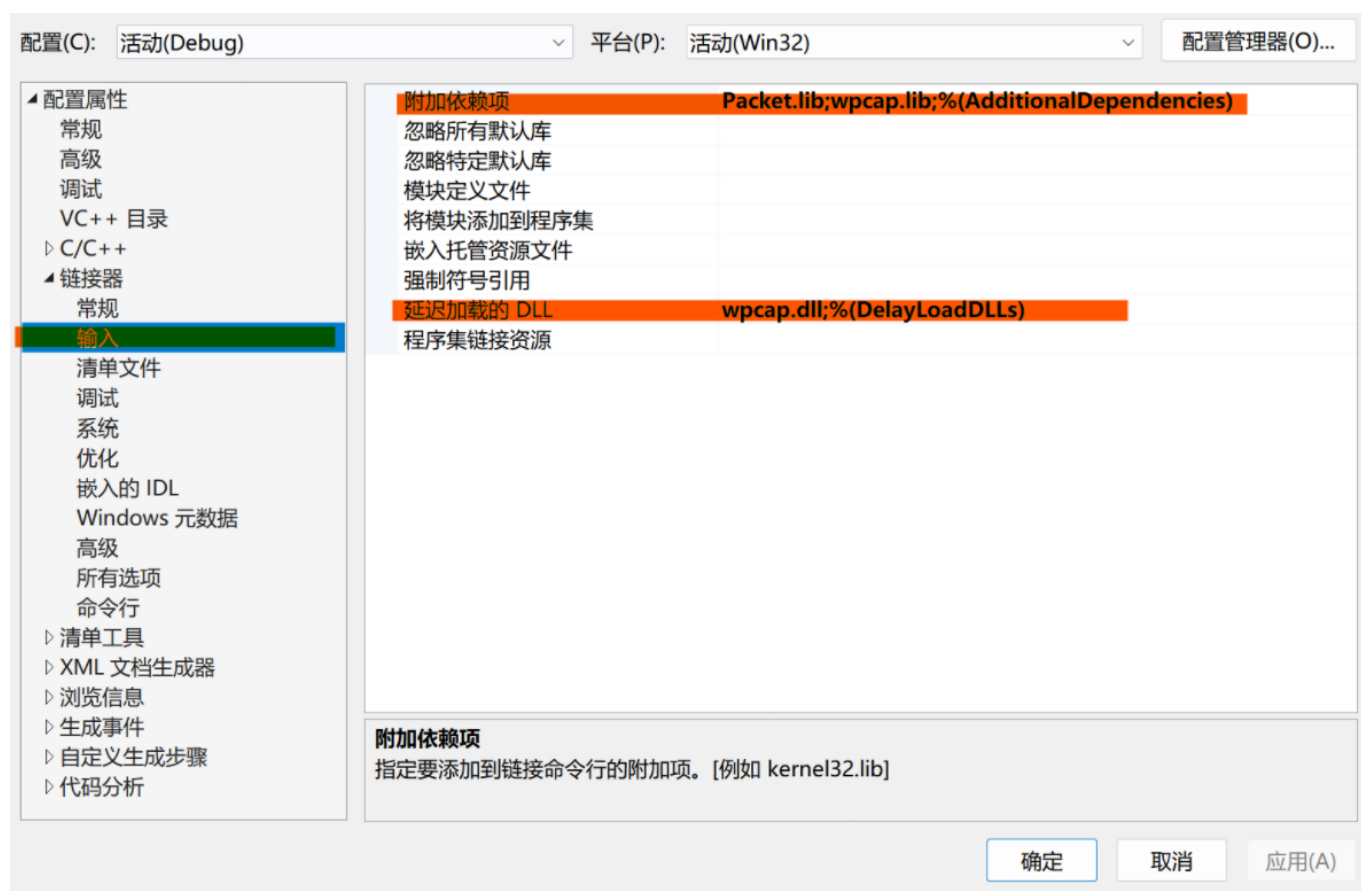 配置(C): 活动(Debug) 平台(P): 活动(Win32) 配置管理器(O)...
配置属性
常规
高级
调试
VC++ 目录
C/C++
链接器
常规
输入
清单文件
调试
系统
优化
嵌入的 IDL
Windows 元数据
高级
所有选项
命令行
清单工具
XML 文档生成器
浏览信息
生成事件
自定义生成步骤
代码分析
附加依赖项 Packet.lib;wpcap.lib;%(AdditionalDependencies)
忽略所有默认库
忽略特定默认库
模块定义文件
将模块添加到程序集
嵌入托管资源文件
强制符号引用
延迟加载的 DLL wpcap.dll;%(DelayLoadDLLs)
程序集链接资源
附加依赖项
指定要添加到链接命令行的附加项。[例如 kernel32.lib]
确定 取消 应用(A)